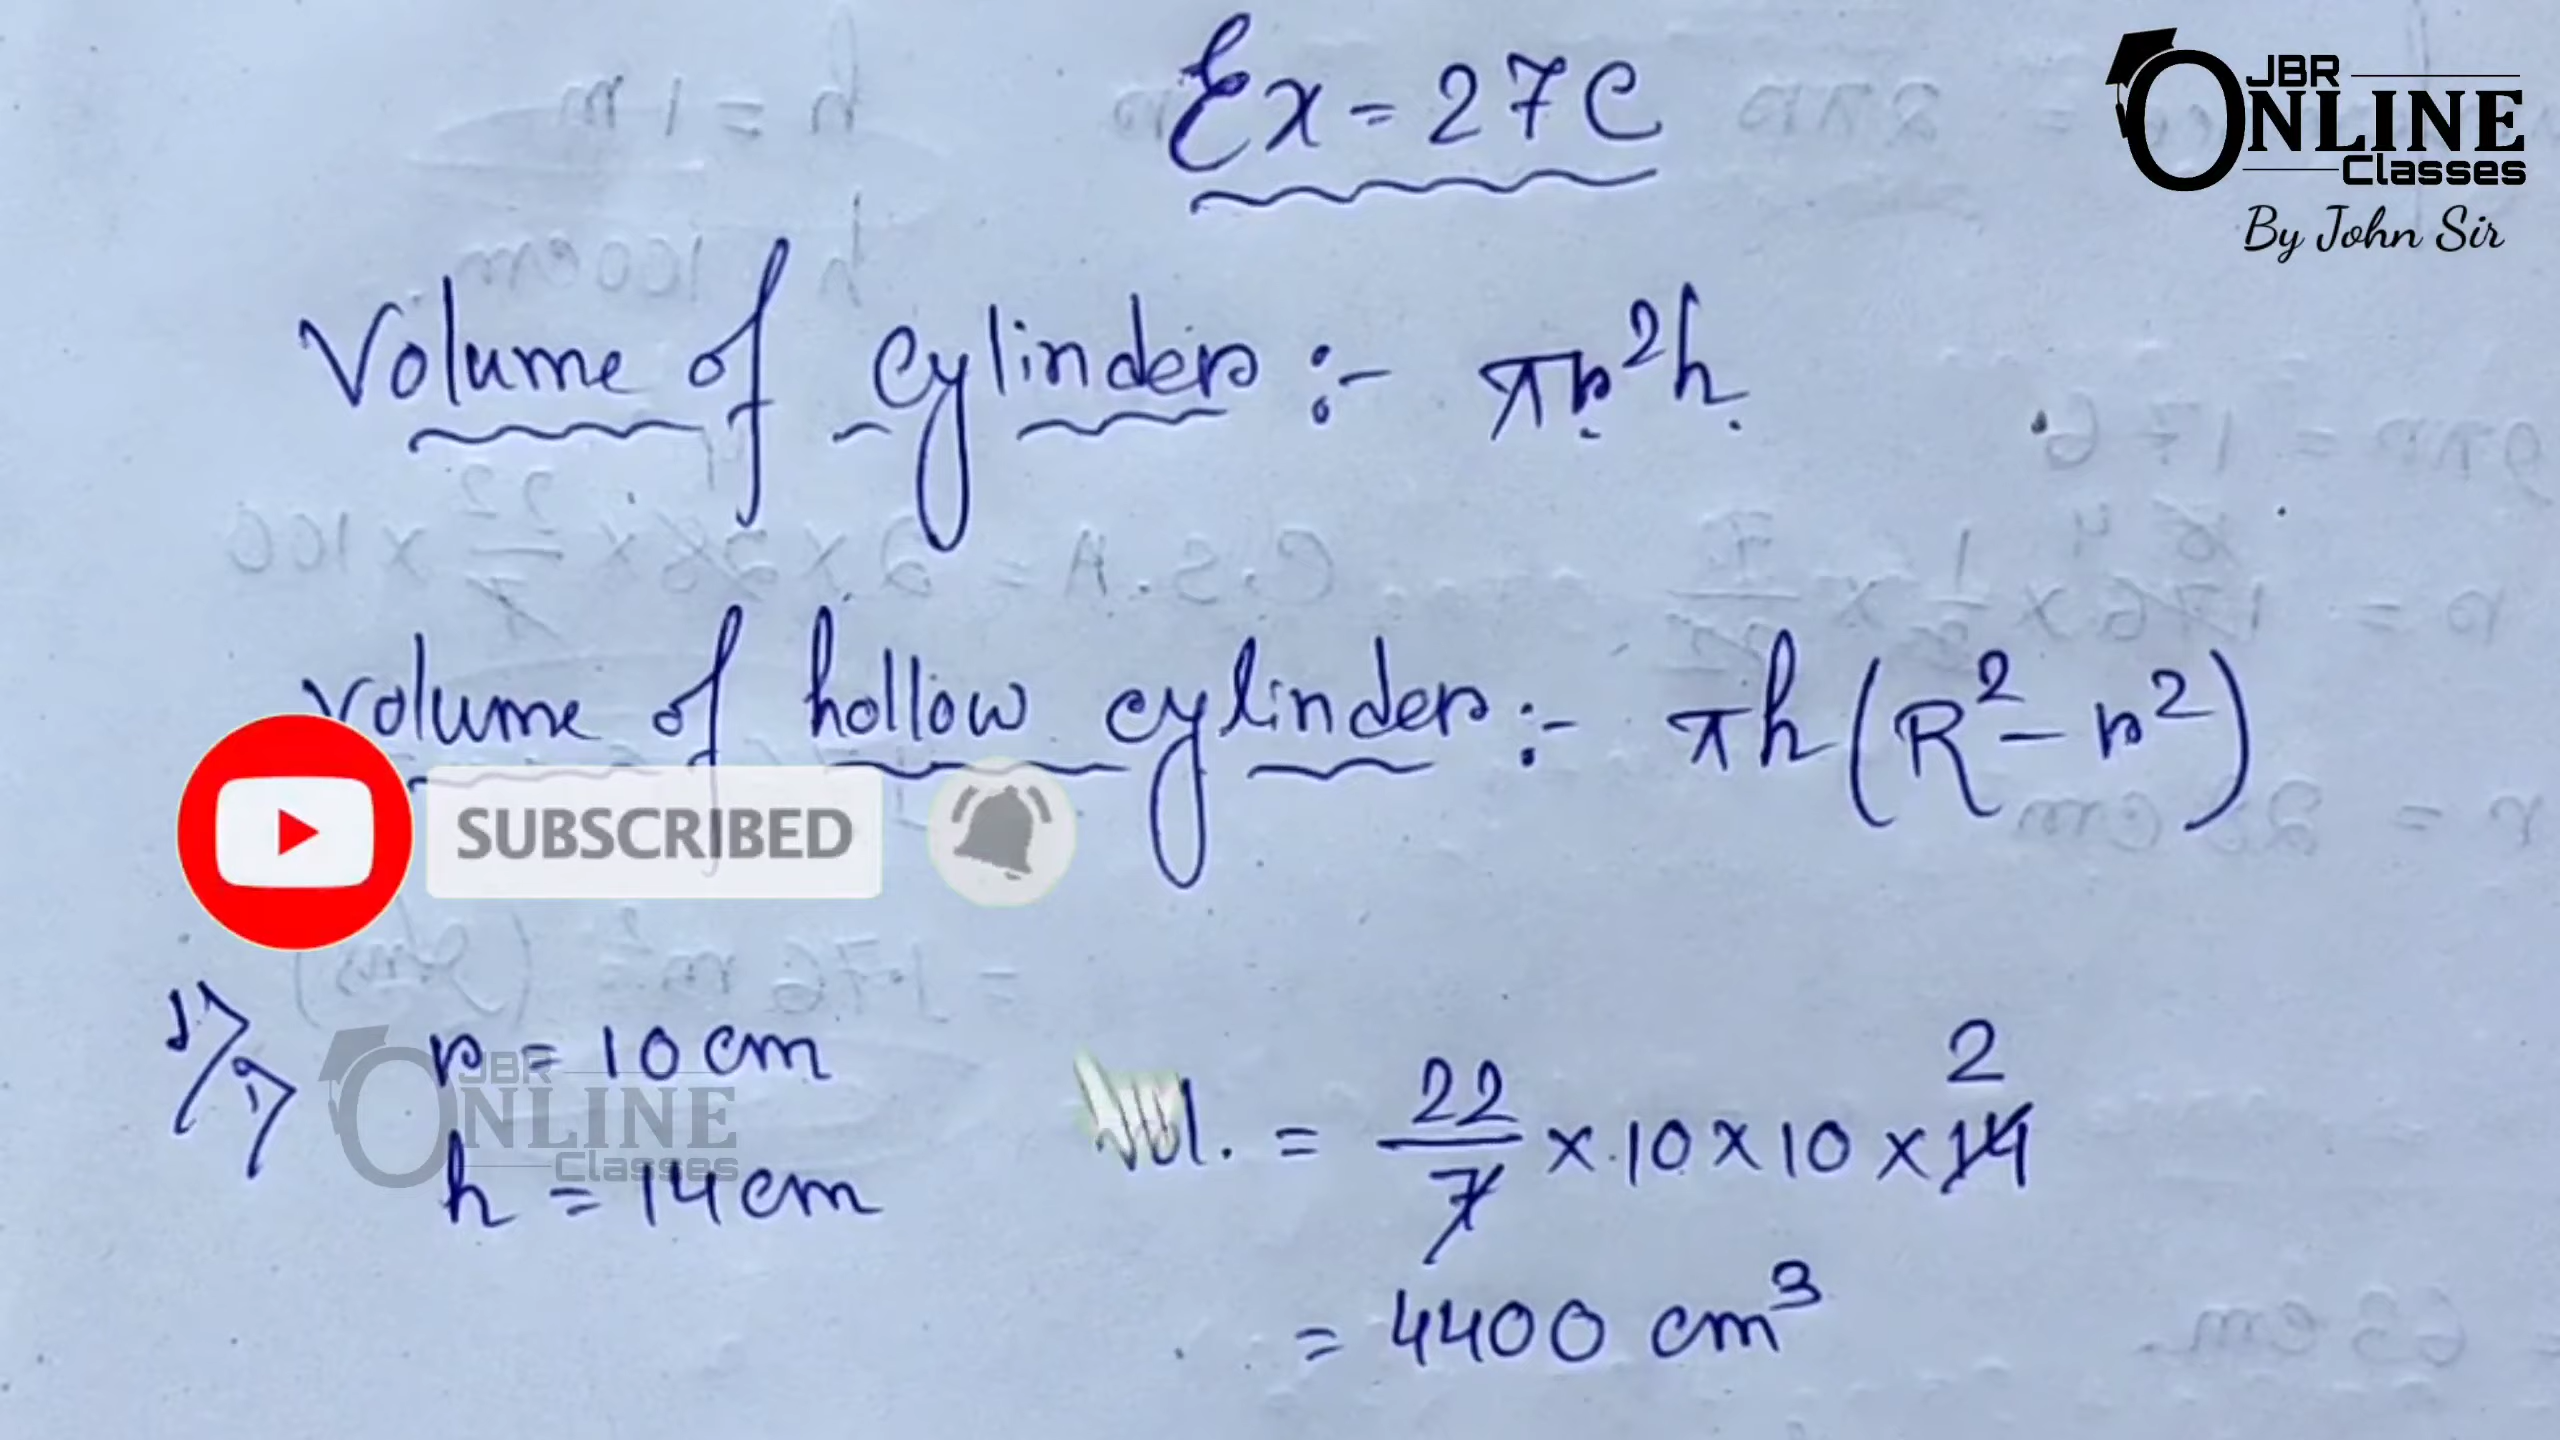 Ex = 27C
JBR
ONLINE
Classes
By John Sir
Volume of cylinder :- πr²h.
Volume of hollow cylinder :- πh(R² - r²)
SUBSCRIBED
1) i) r = 10 cm
h = 14 cm
JBR
ONLINE
Classes
Vol. = 22/7 × 10 × 10 × 14 2
= 4400 cm³